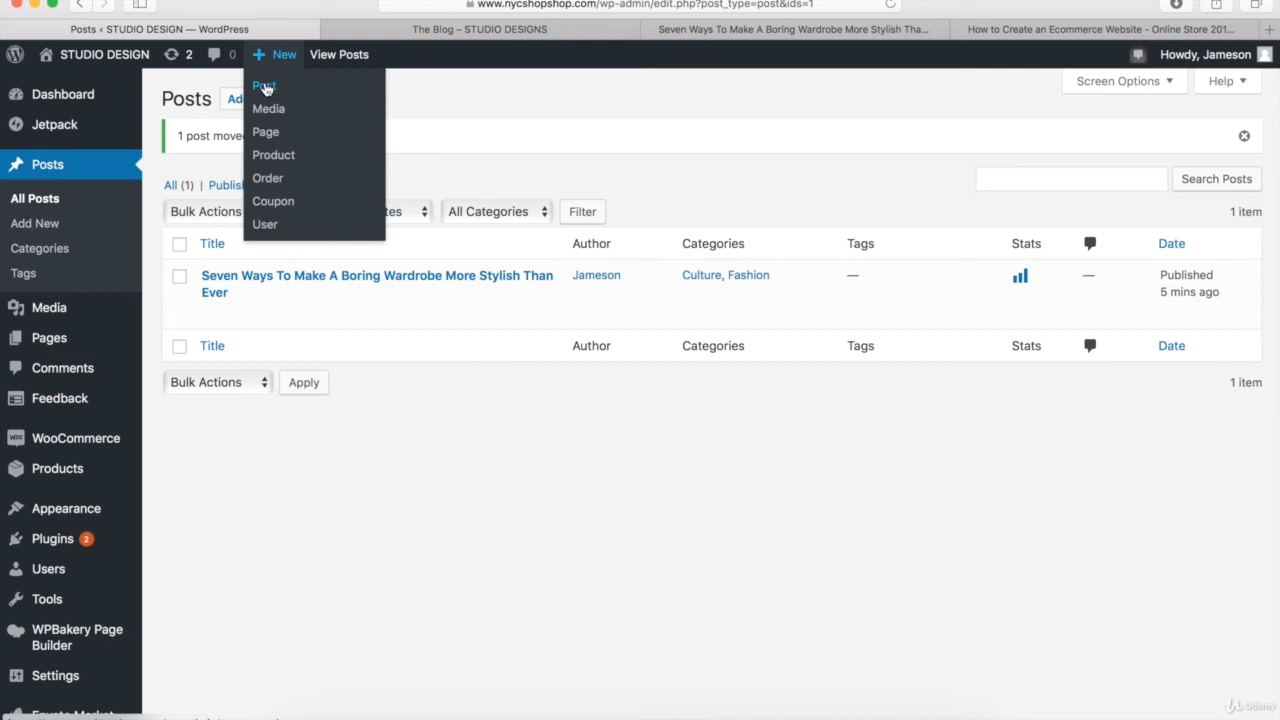 www.nycshopshop.com/wp-admin/edit.php?post_type=post&ids=1
Posts ‹ STUDIO DESIGN — WordPress
The Blog – STUDIO DESIGNS
Seven Ways To Make A Boring Wardrobe More Stylish Tha...
How to Create an Ecommerce Website - Online Store 201...
STUDIO DESIGN
2
0
New
View Posts
Howdy, Jameson
Post
Media
Page
Product
Order
Coupon
User
Dashboard
Jetpack
Posts
All Posts
Add New
Categories
Tags
Media
Pages
Comments
Feedback
WooCommerce
Products
Appearance
Plugins 2
Users
Tools
WPBakery Page
Builder
Settings
Screen Options
Help
Posts
Ad
1 post move
All (1) | Publis
Search Posts
Bulk Actions
tes
All Categories
Filter
1 item
Title
Author
Categories
Tags
Stats
Date
Seven Ways To Make A Boring Wardrobe More Stylish Than
Ever
Jameson
Culture, Fashion
—
—
Published
5 mins ago
Title
Author
Categories
Tags
Stats
Date
Bulk Actions
Apply
1 item
Udemy